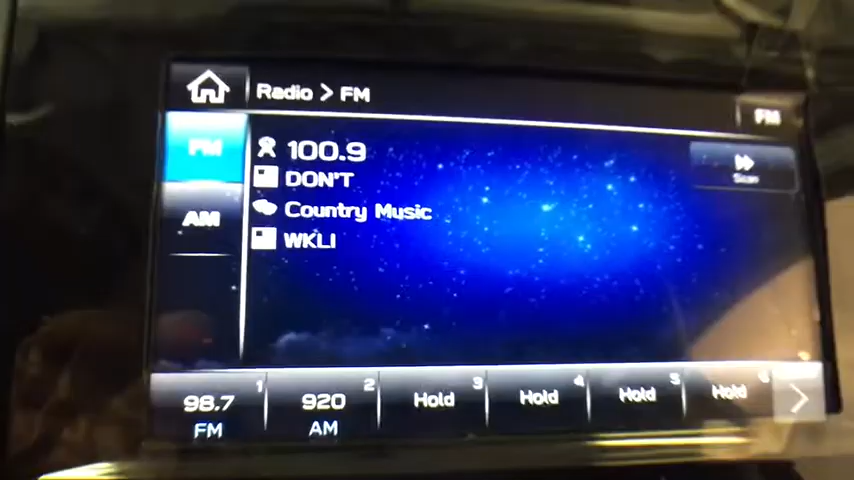 Radio > FM
FM
FM
100.9
Scan
DON'T
AM
Country Music
WKLI
98.7 1
FM
920 2
AM
Hold 3
Hold 4
Hold 5
Hold 6